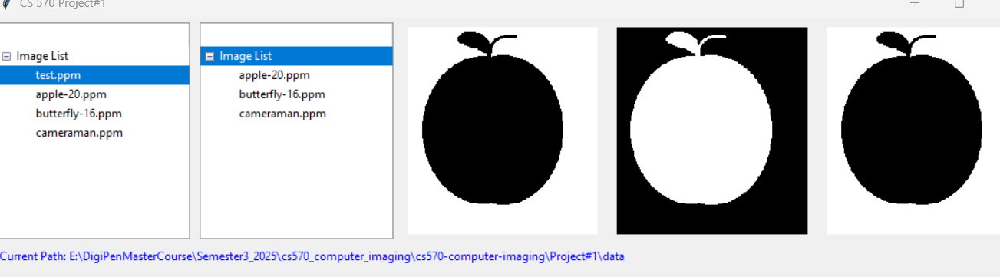 CS 570 Project#1
Image List
test.ppm
apple-20.ppm
butterfly-16.ppm
cameraman.ppm
Image List
apple-20.ppm
butterfly-16.ppm
cameraman.ppm
Current Path: E:\DigiPenMasterCourse\Semester3_2025\cs570_computer_imaging\cs570-computer-imaging\Project#1\data